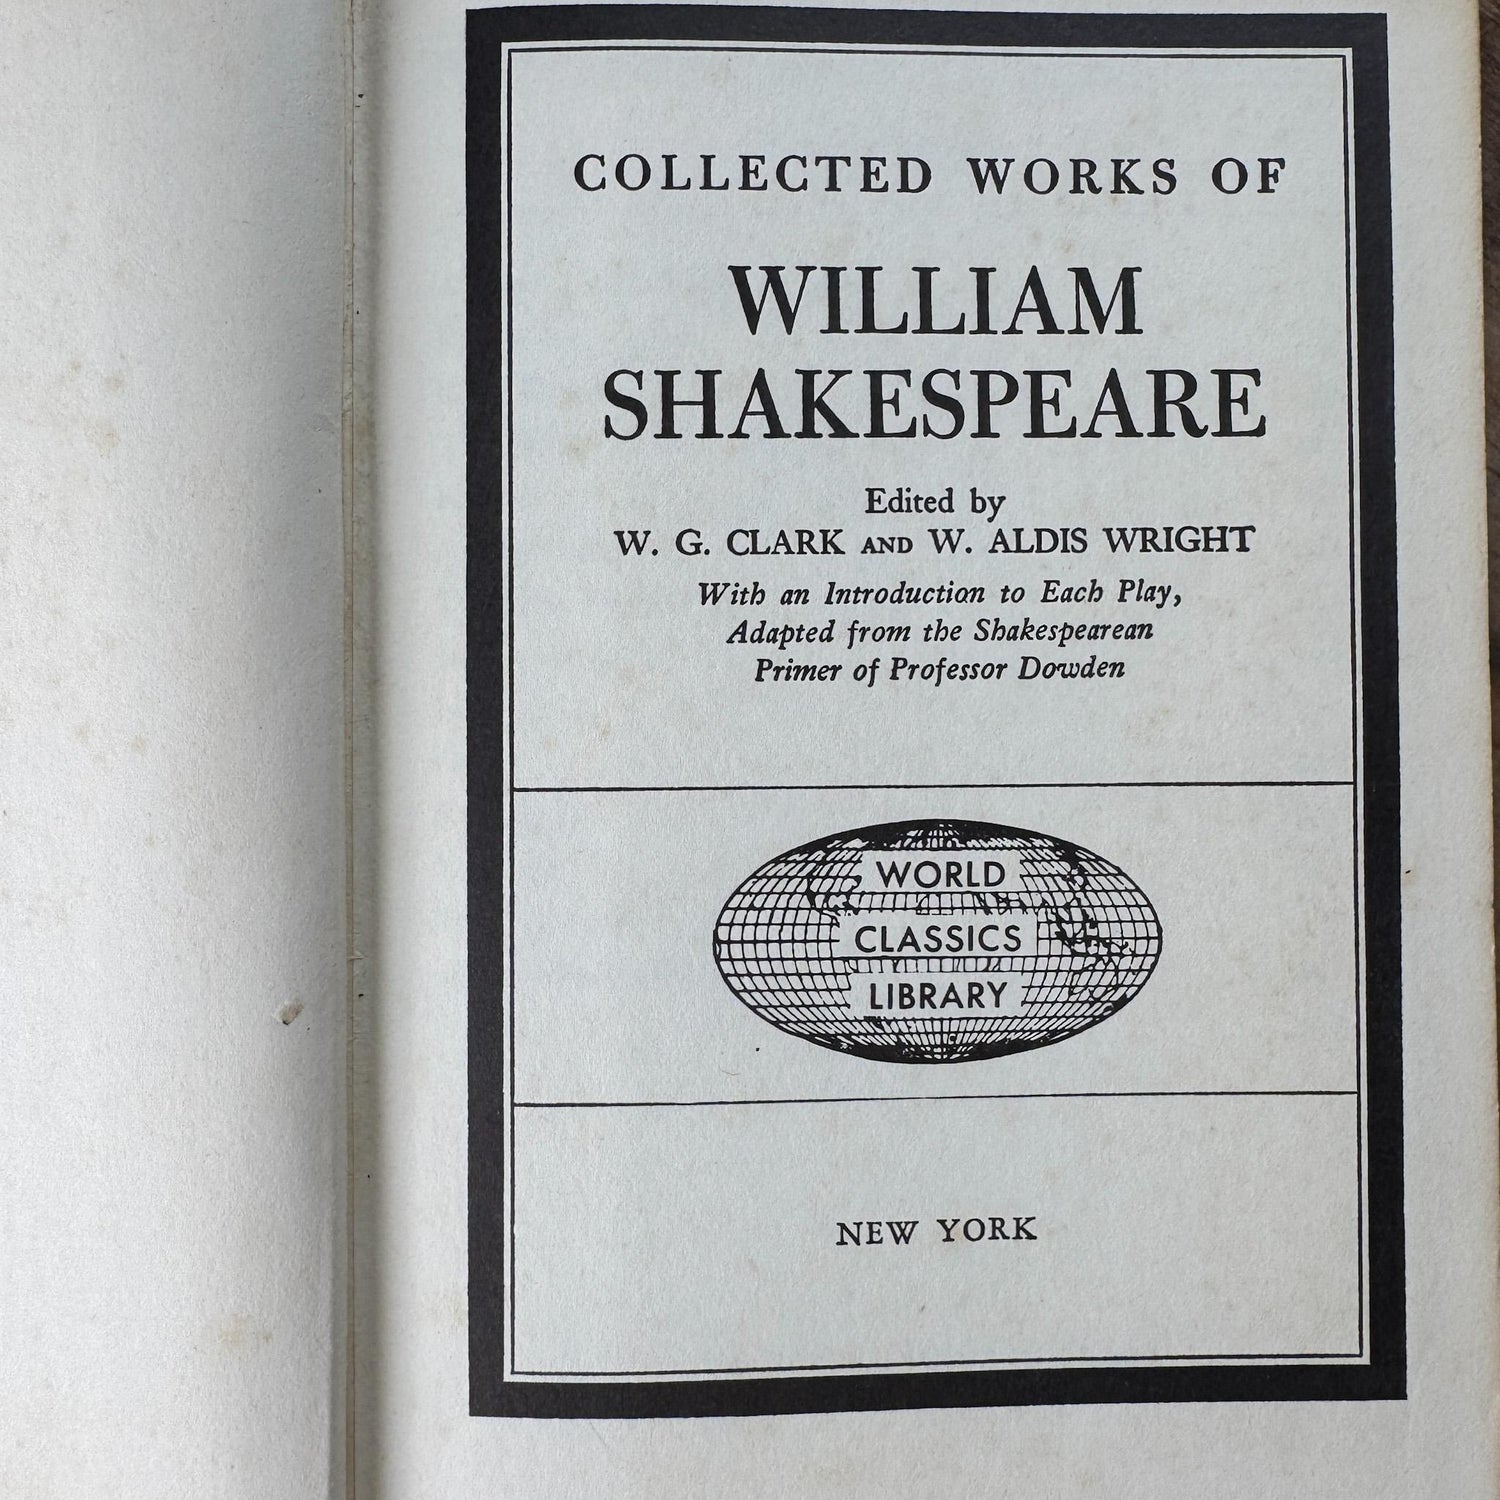 COLLECTED WORKS OF
WILLIAM
SHAKESPEARE
Edited by
W. G. CLARK AND W. ALDIS WRIGHT
With an Introduction to Each Play,
Adapted from the Shakespearean
Primer of Professor Dowden
WORLD
CLASSICS
LIBRARY
NEW YORK